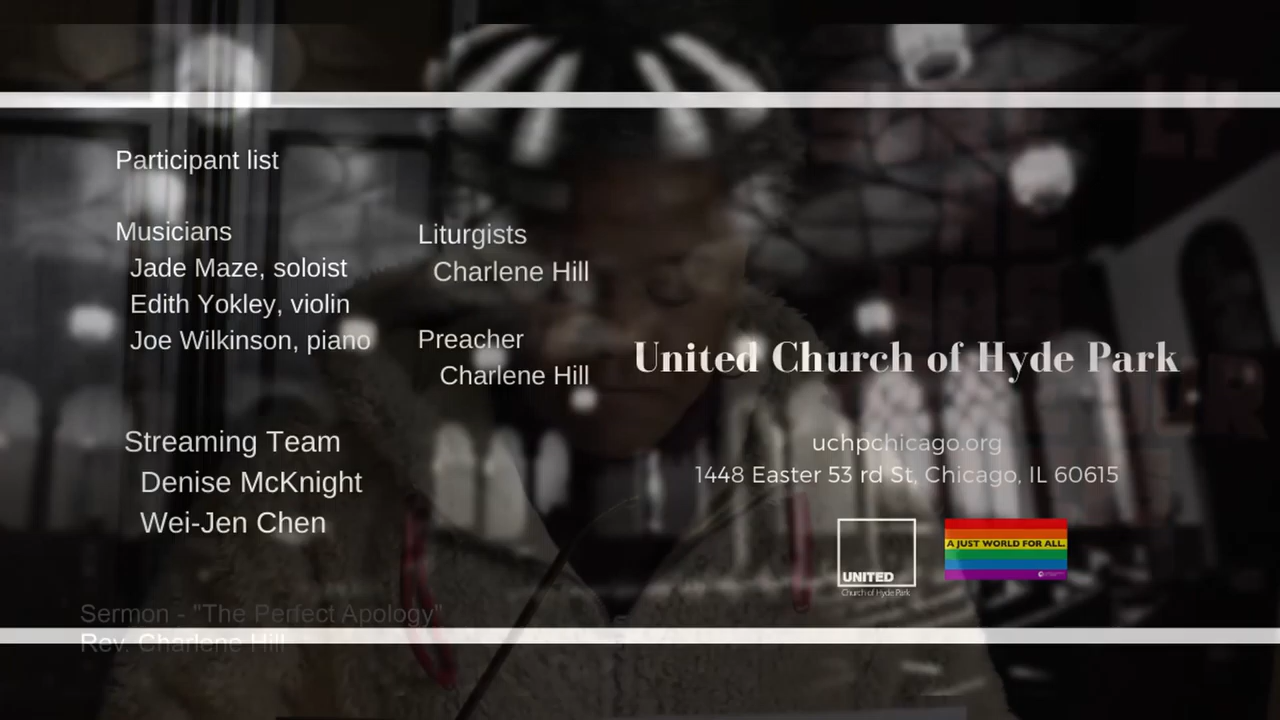 Participant list
Musicians
Jade Maze, soloist
Edith Yokley, violin
Joe Wilkinson, piano
Liturgists
Charlene Hill
Preacher
Charlene Hill
Streaming Team
Denise McKnight
Wei-Jen Chen
Sermon - "The Perfect Apology"
Rev. Charlene Hill
United Church of Hyde Park
uchpchicago.org
1448 Easter 53 rd St, Chicago, IL 60615
UNITED
Church of Hyde Park
A JUST WORLD FOR ALL.